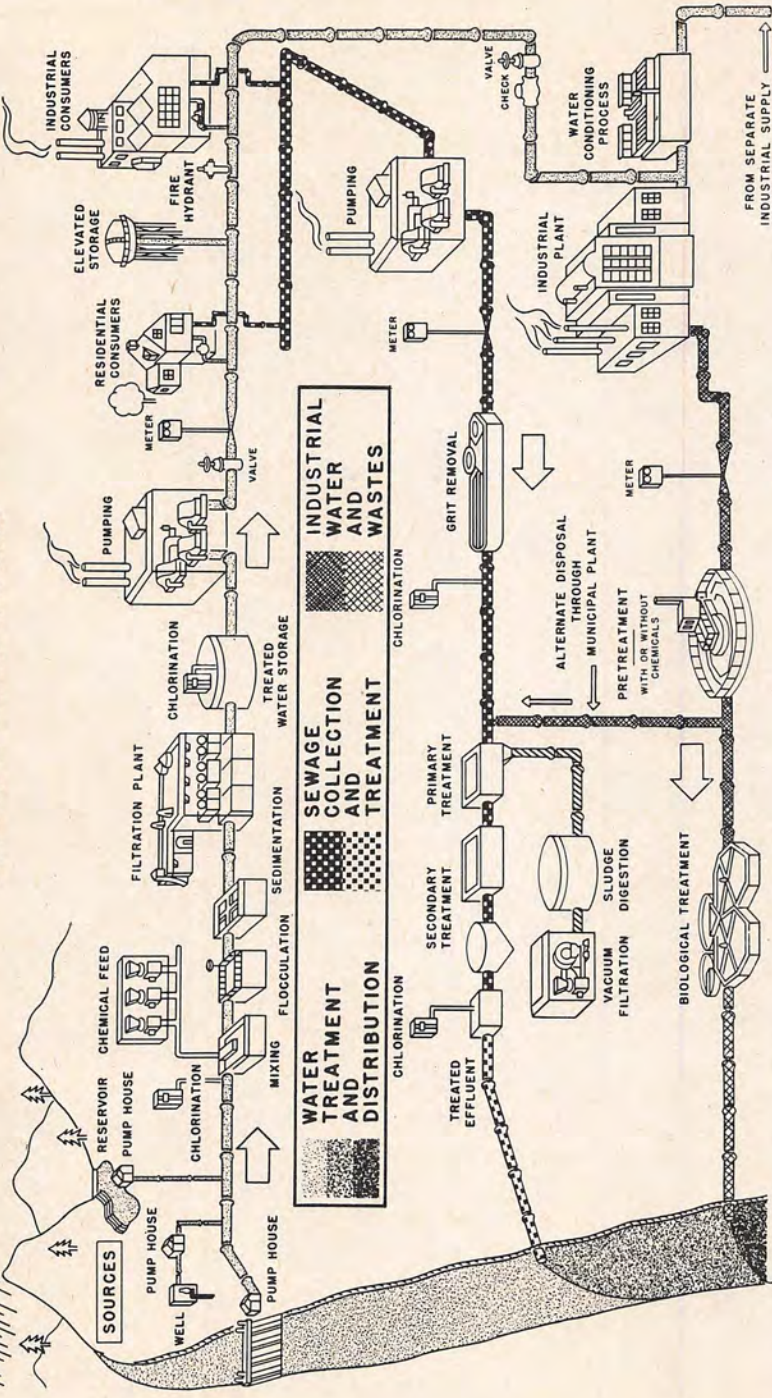 SOURCES
RESERVOIR
PUMP HOUSE
WELL
PUMP HOUSE
PUMP HOUSE
CHLORINATION
CHEMICAL FEED
MIXING
FLOCCULATION
SEDIMENTATION
FILTRATION PLANT
CHLORINATION
TREATED
WATER STORAGE
PUMPING
VALVE
METER
RESIDENTIAL
CONSUMERS
ELEVATED
STORAGE
FIRE
HYDRANT
INDUSTRIAL
CONSUMERS
WATER
TREATMENT
AND
DISTRIBUTION
SEWAGE
COLLECTION
AND
TREATMENT
INDUSTRIAL
WATER
AND
WASTES
PUMPING
METER
GRIT REMOVAL
CHLORINATION
PRIMARY
TREATMENT
SECONDARY
TREATMENT
CHLORINATION
TREATED
EFFLUENT
SLUDGE
DIGESTION
VACUUM
FILTRATION
CHECK
VALVE
WATER
CONDITIONING
PROCESS
FROM SEPARATE
INDUSTRIAL SUPPLY
INDUSTRIAL
PLANT
METER
PRETREATMENT
WITH OR WITHOUT
CHEMICALS
ALTERNATE DISPOSAL
THROUGH
MUNICIPAL PLANT
BIOLOGICAL TREATMENT